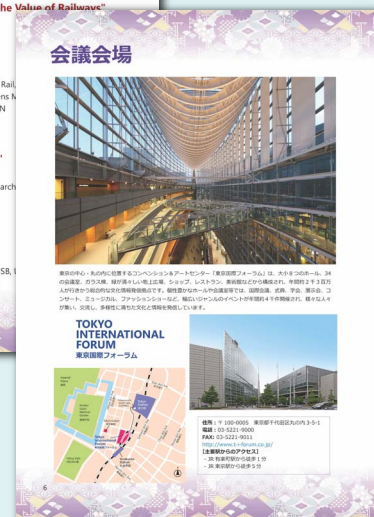 he Value of Railways"
Rail,
ens M
N
arch
SB, U
会議会場
東京の中心・丸の内に位置するコンベンション&アートセンター「東京国際フォーラム」は、大小8つのホール、34
の会議室、ガラス棟、緑が清々しい地上広場、ショップ、レストラン、美術館などから構成され、年間約2千3百万
人が行きかう総合的な文化情報発信拠点です。個性豊かなホールや会議室等では、国際会議、式典、学会、展示会、コ
ンサート、ミュージカル、ファッションショーなど、幅広いジャンルのイベントが年間約4千件開催され、様々な人々
が集い、交流し、多様性に満ちた文化と情報を発信しています。
TOKYO
INTERNATIONAL
FORUM
東京国際フォーラム
住所:〒100-0005 東京都千代田区丸の内3-5-1
電話:03-5221-9000
FAX: 03-5221-9011
http://www.t-i-forum.co.jp/
【主要駅からのアクセス】
- JR 有楽町駅から徒歩1分
- JR 東京駅から徒歩5分
6